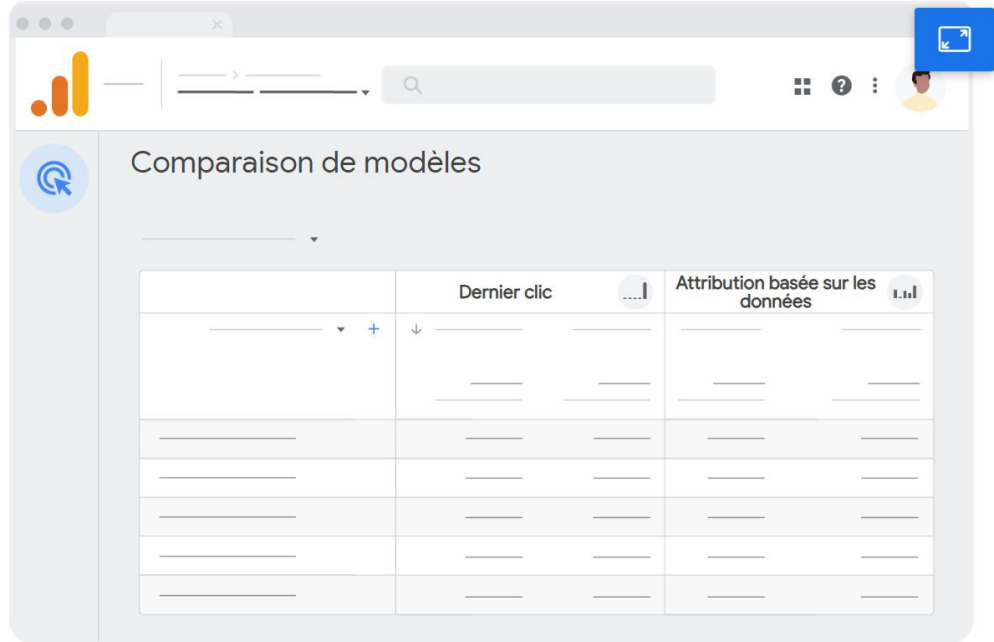 Comparaison de modèles
Dernier clic
Attribution basée sur les
données